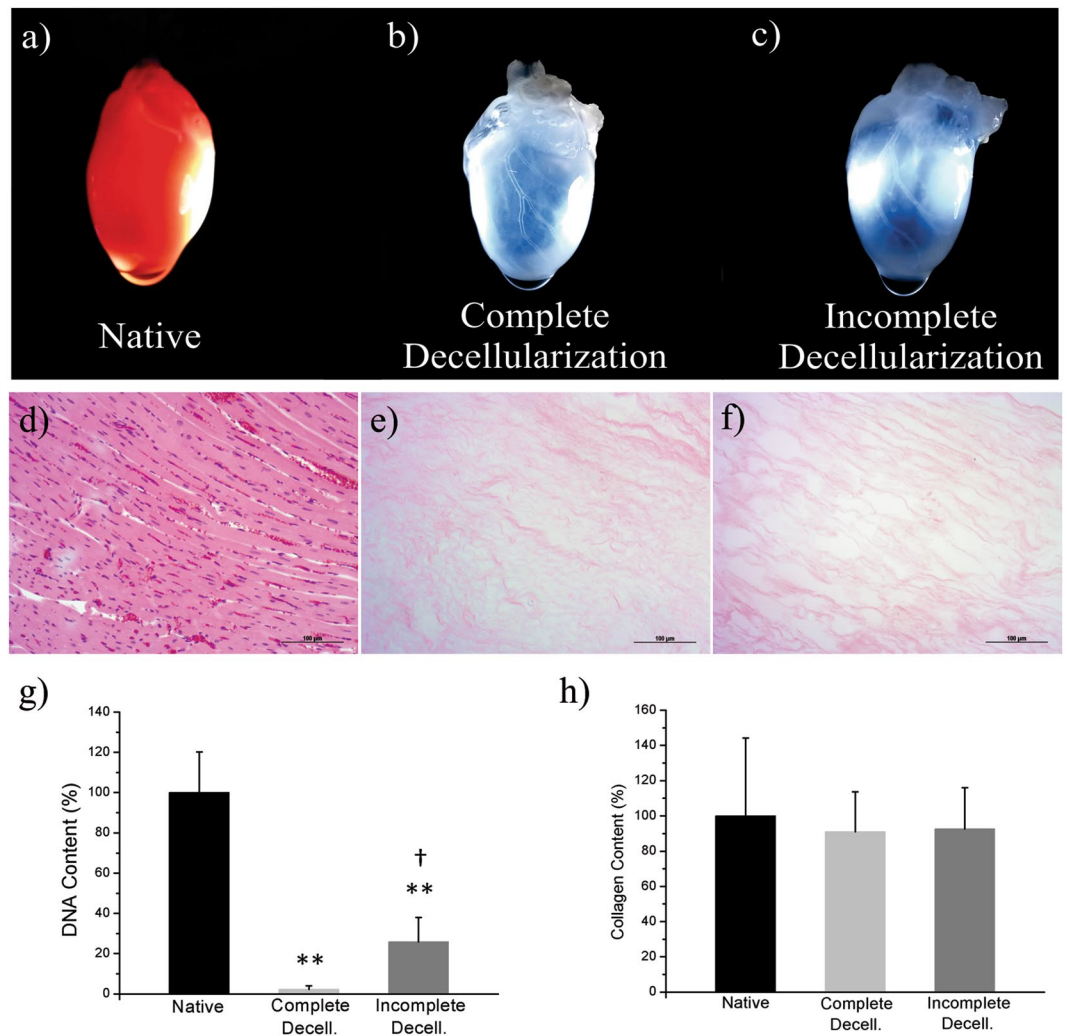 a)
b)
c)
Native
Complete
Decellularization
Incomplete
Decellularization
d)
e)
f)
100 µm
100 µm
100 µm
g)
DNA Content (%)
140
120
100
80
60
40
20
0
**
†
**
Native
Complete
Decell.
Incomplete
Decell.
h)
Collagen Content (%)
160
140
120
100
80
60
40
20
0
Native
Complete
Decell.
Incomplete
Decell.